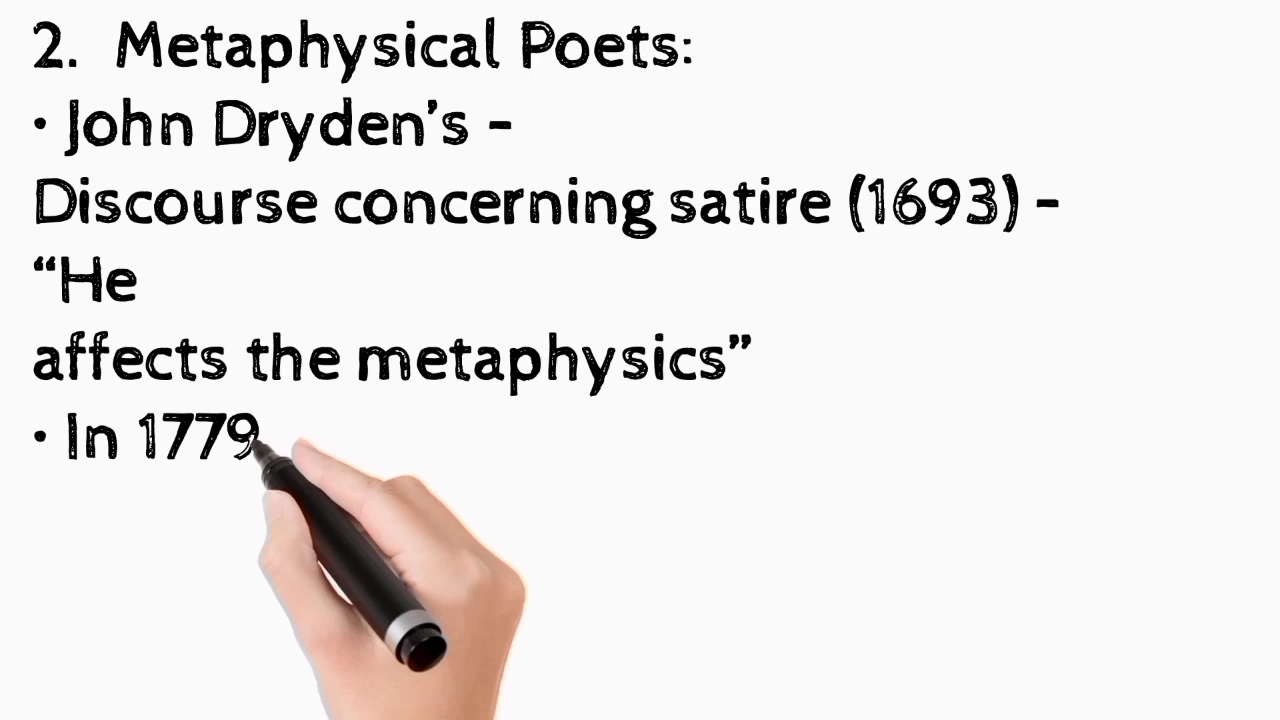 2. Metaphysical Poets:
• John Dryden’s -
Discourse concerning satire (1693) -
“He
affects the metaphysics”
• In 1779